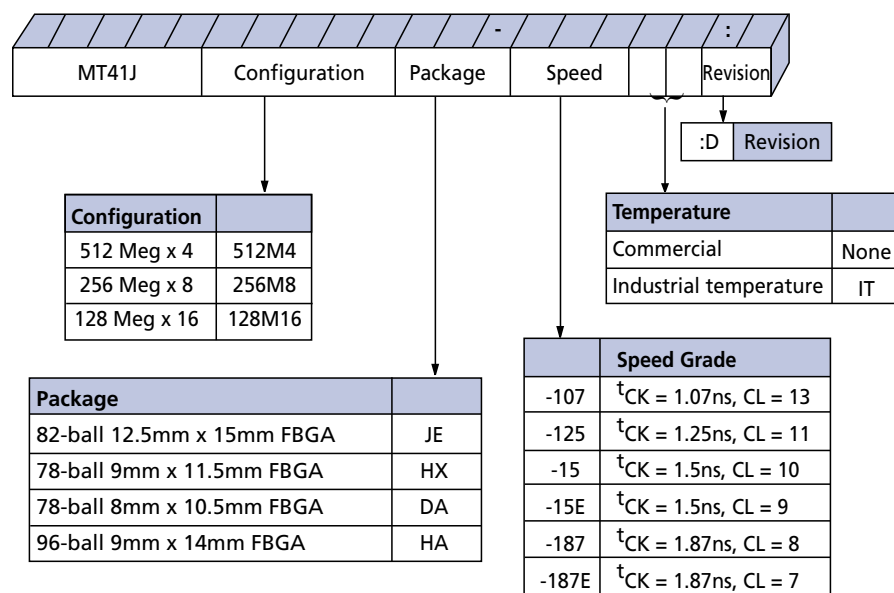 - :
MT41J Configuration Package Speed Revision
:D Revision
Configuration
512 Meg x 4 512M4
256 Meg x 8 256M8
128 Meg x 16 128M16
Temperature
Commercial None
Industrial temperature IT
Package
82-ball 12.5mm x 15mm FBGA JE
78-ball 9mm x 11.5mm FBGA HX
78-ball 8mm x 10.5mm FBGA DA
96-ball 9mm x 14mm FBGA HA
Speed Grade
-107 tCK = 1.07ns, CL = 13
-125 tCK = 1.25ns, CL = 11
-15 tCK = 1.5ns, CL = 10
-15E tCK = 1.5ns, CL = 9
-187 tCK = 1.87ns, CL = 8
-187E tCK = 1.87ns, CL = 7